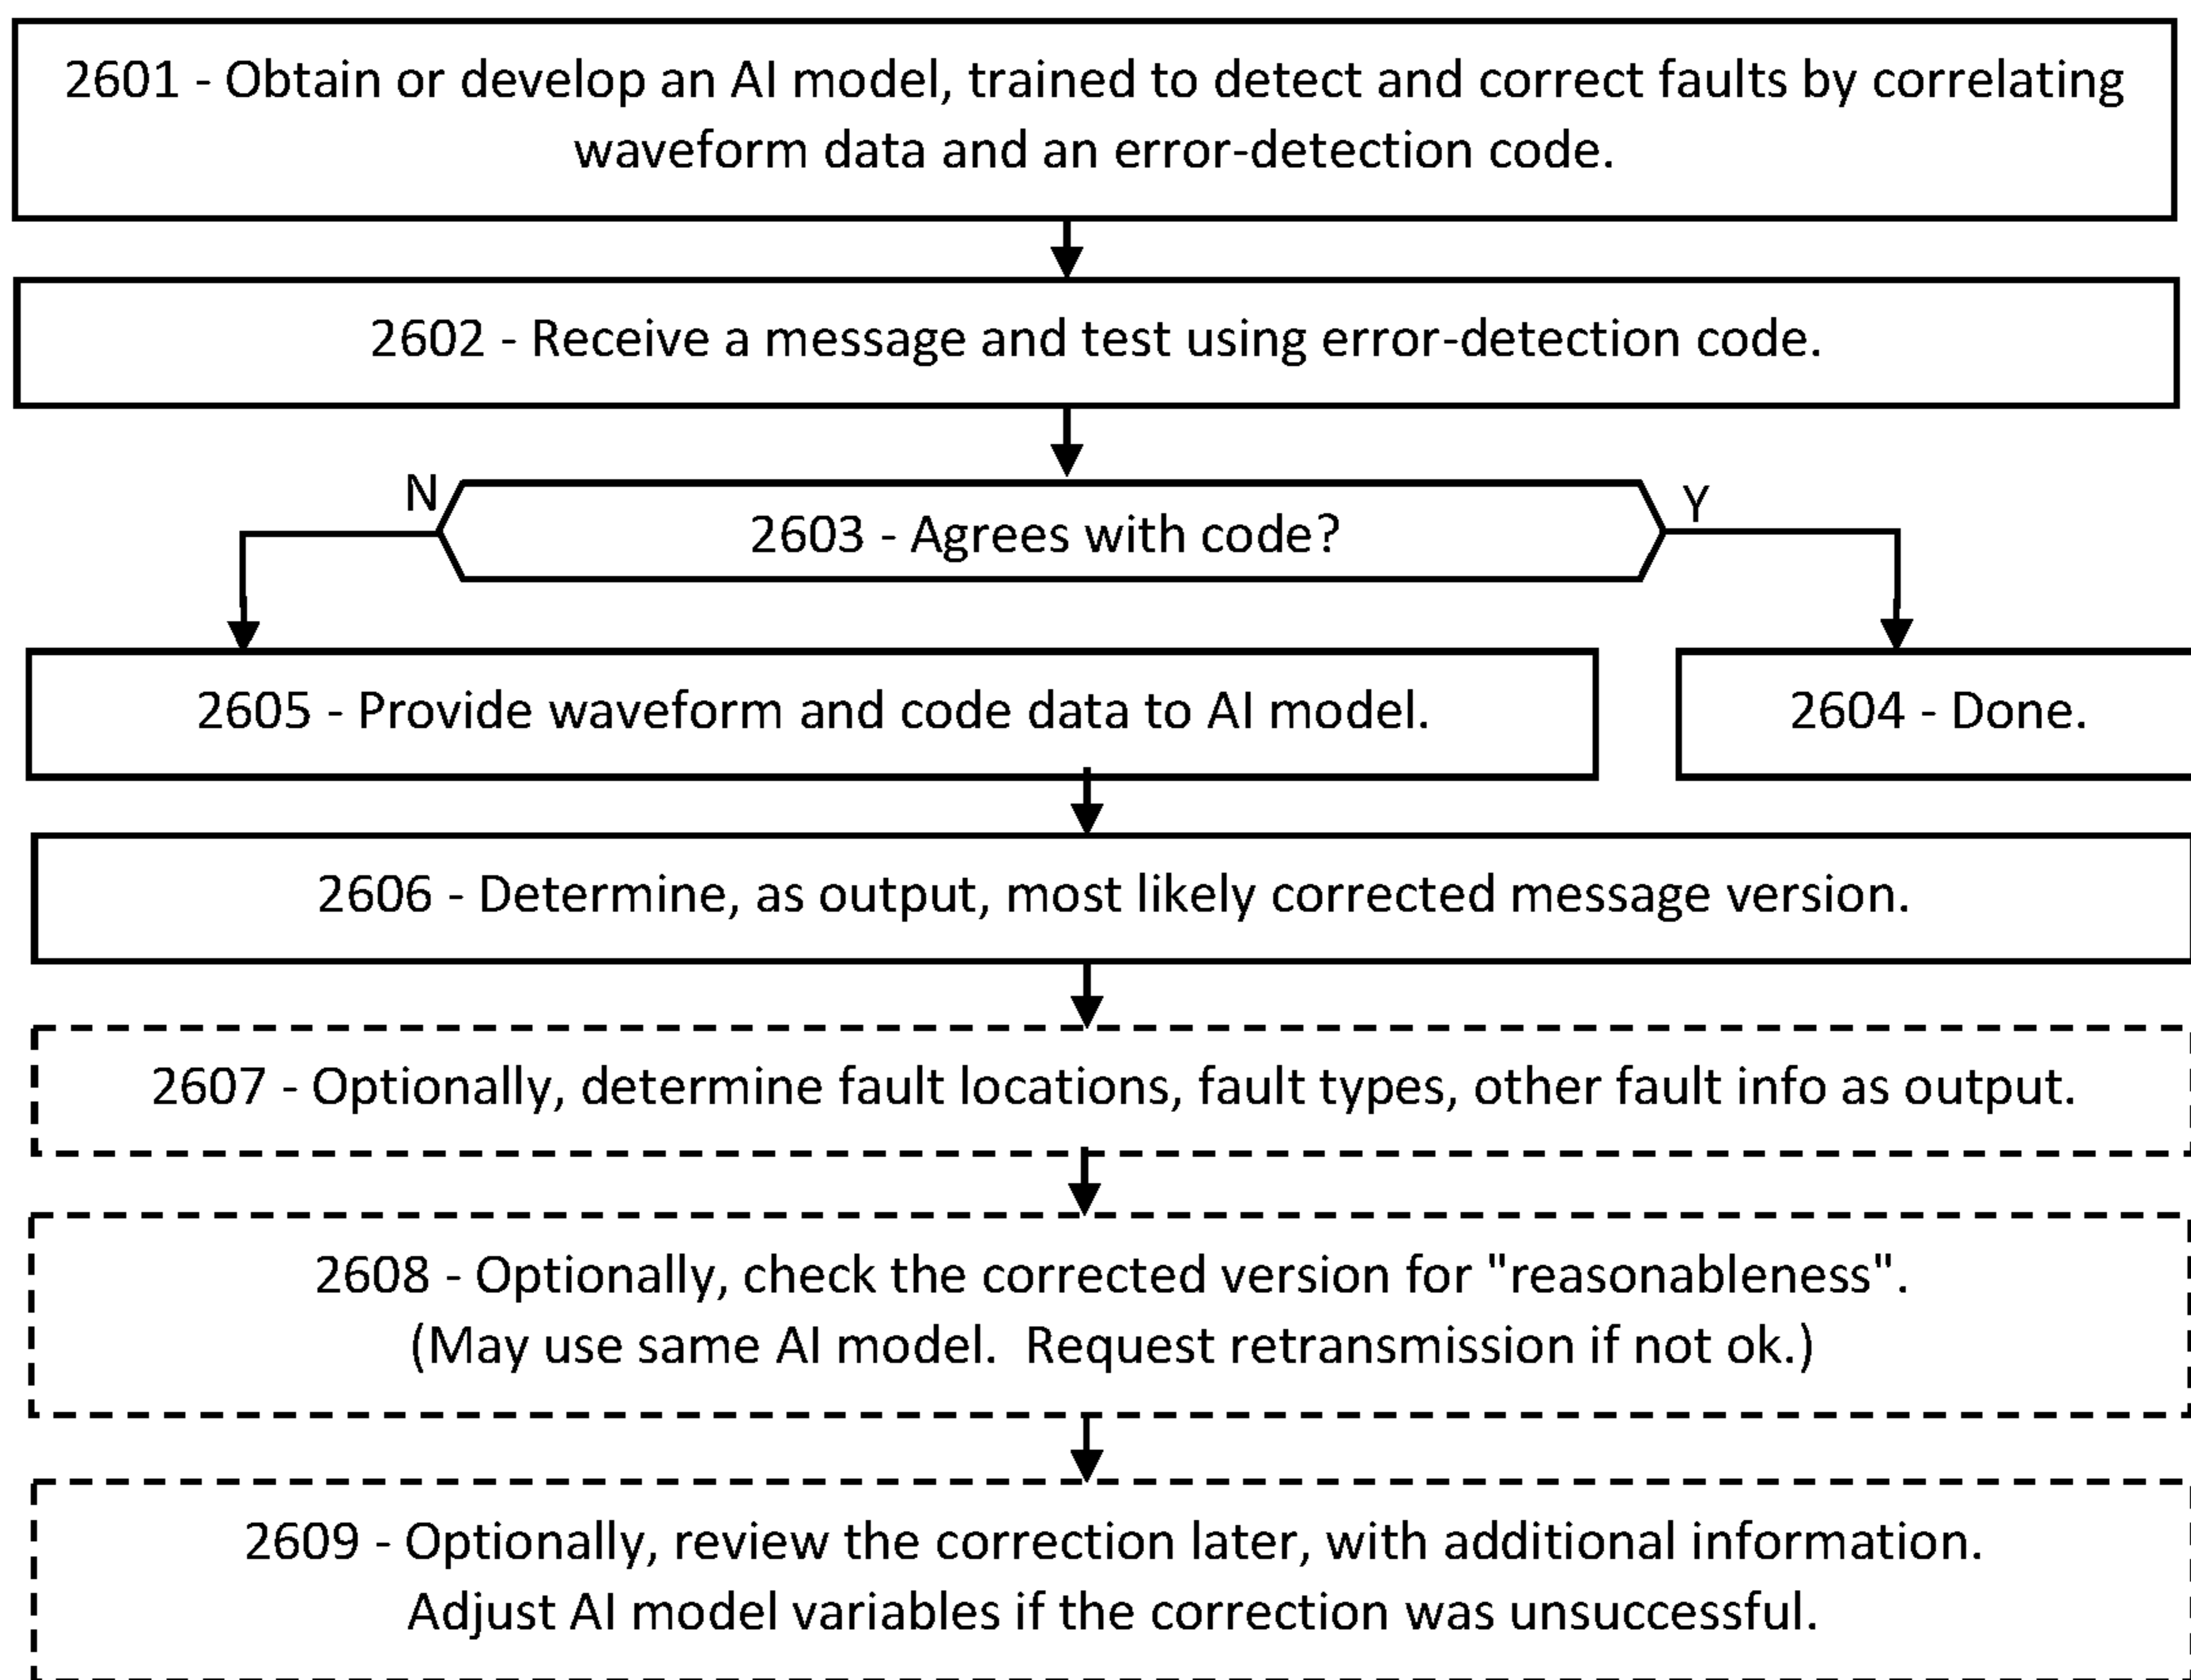 2601 - Obtain or develop an AI model, trained to detect and correct faults by correlating
waveform data and an error-detection code.
2602 - Receive a message and test using error-detection code.
N
2603 - Agrees with code?
Y
2605 - Provide waveform and code data to AI model.
2604 - Done.
2606 - Determine, as output, most likely corrected message version.
2607 - Optionally, determine fault locations, fault types, other fault info as output.
2608 - Optionally, check the corrected version for "reasonableness".
(May use same AI model.  Request retransmission if not ok.)
2609 - Optionally, review the correction later, with additional information.
Adjust AI model variables if the correction was unsuccessful.